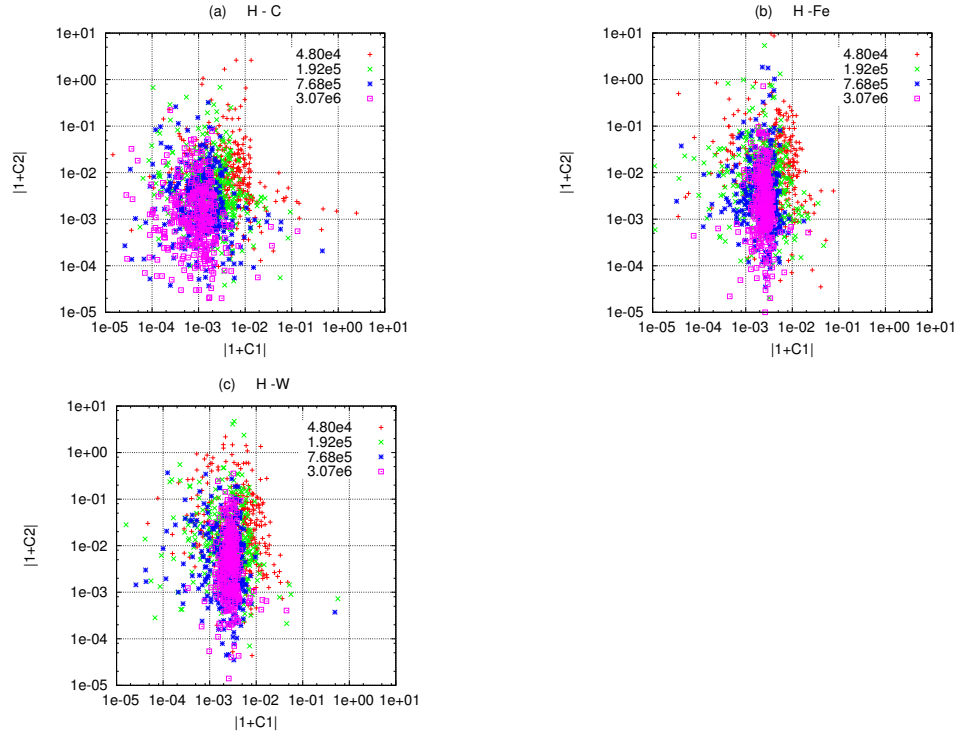 (a) H - C
1e+01
1e+00
1e-01
1e-02
1e-03
1e-04
1e-05
|1+C2|
4.80e4
1.92e5
7.68e5
3.07e6
1e-05 1e-04 1e-03 1e-02 1e-01 1e+00 1e+01
|1+C1|
(b) H -Fe
1e+01
1e+00
1e-01
1e-02
1e-03
1e-04
1e-05
|1+C2|
4.80e4
1.92e5
7.68e5
3.07e6
1e-05 1e-04 1e-03 1e-02 1e-01 1e+00 1e+01
|1+C1|
(c) H -W
1e+01
1e+00
1e-01
1e-02
1e-03
1e-04
1e-05
|1+C2|
4.80e4
1.92e5
7.68e5
3.07e6
1e-05 1e-04 1e-03 1e-02 1e-01 1e+00 1e+01
|1+C1|